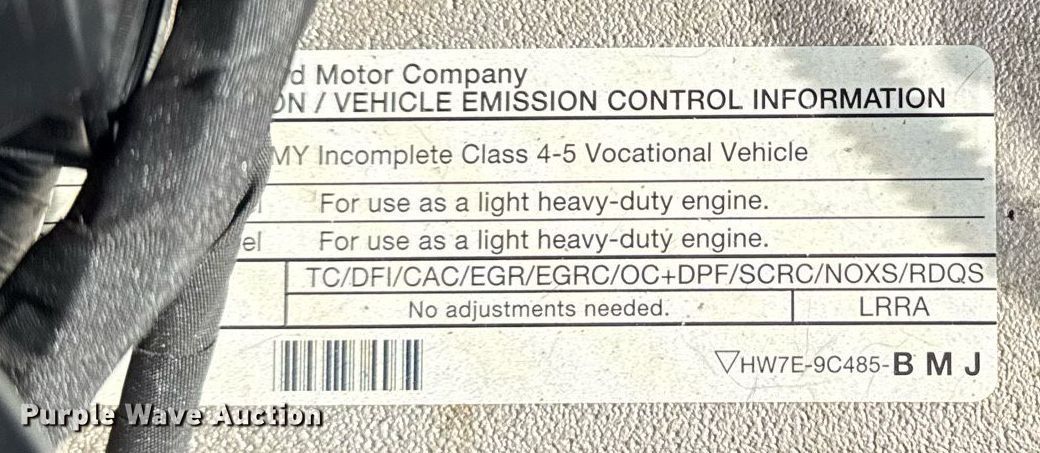 rd Motor Company
ON / VEHICLE EMISSION CONTROL INFORMATION
MY Incomplete Class 4-5 Vocational Vehicle
For use as a light heavy-duty engine.
el For use as a light heavy-duty engine.
TC/DFI/CAC/EGR/EGRC/OC+DPF/SCRC/NOXS/RDQS
No adjustments needed. LRRA
▽HW7E-9C485-B M J
Purple Wave Auction